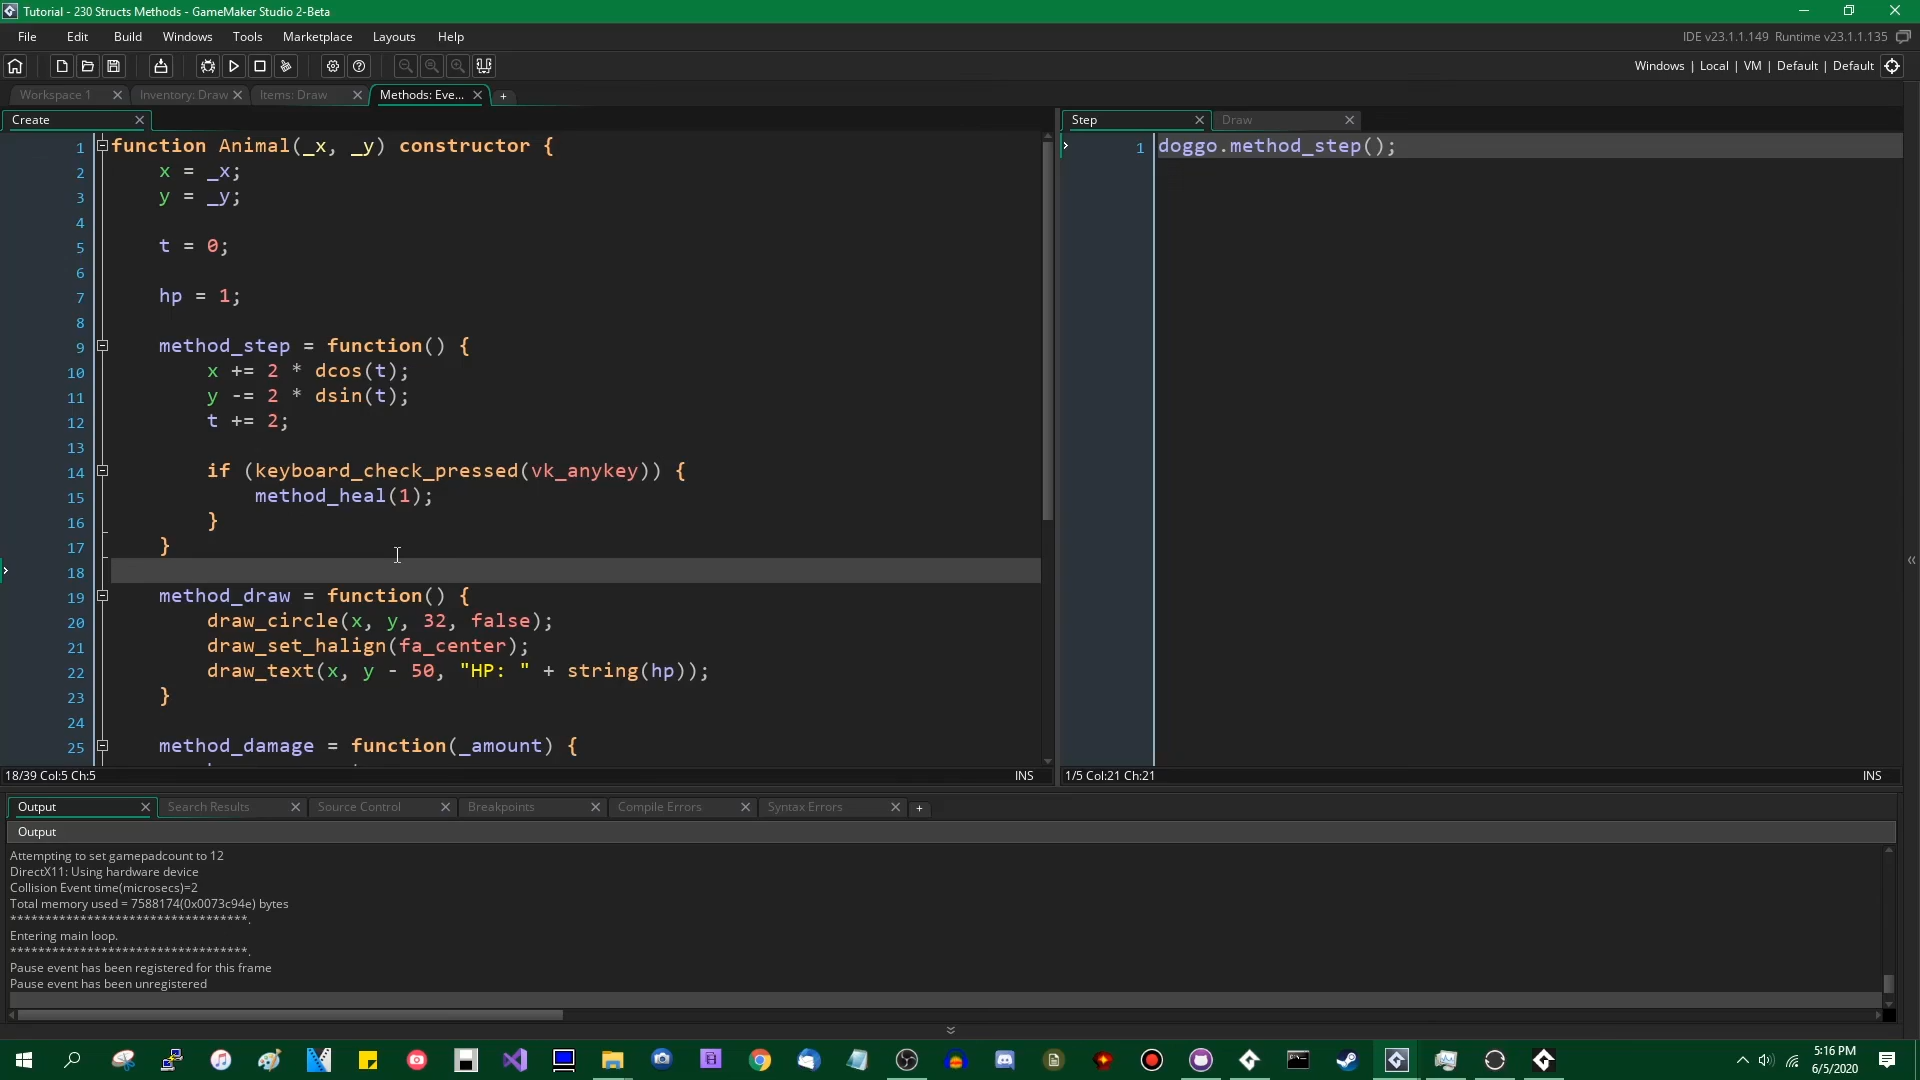 Tutorial - 230 Structs Methods - GameMaker Studio 2-Beta
File Edit Build Windows Tools Marketplace Layouts Help
IDE v23.1.1.149 Runtime v23.1.1.135
Windows | Local | VM | Default | Default
Workspace 1 Inventory: Draw Items: Draw Methods: Eve...
Create
1 function Animal(_x, _y) constructor {
2 x = _x;
3 y = _y;
4
5 t = 0;
6
7 hp = 1;
8
9 method_step = function() {
10 x += 2 * dcos(t);
11 y -= 2 * dsin(t);
12 t += 2;
13
14 if (keyboard_check_pressed(vk_anykey)) {
15 method_heal(1);
16 }
17 }
18
19 method_draw = function() {
20 draw_circle(x, y, 32, false);
21 draw_set_halign(fa_center);
22 draw_text(x, y - 50, "HP: " + string(hp));
23 }
24
25 method_damage = function(_amount) {
18/39 Col:5 Ch:5 INS
Step Draw
1 doggo.method_step();
1/5 Col:21 Ch:21 INS
Output Search Results Source Control Breakpoints Compile Errors Syntax Errors
Output
Attempting to set gamepadcount to 12
DirectX11: Using hardware device
Collision Event time(microsecs)=2
Total memory used = 7588174(0x0073c94e) bytes
*********************************.
Entering main loop.
*********************************.
Pause event has been registered for this frame
Pause event has been unregistered
5:16 PM
6/5/2020